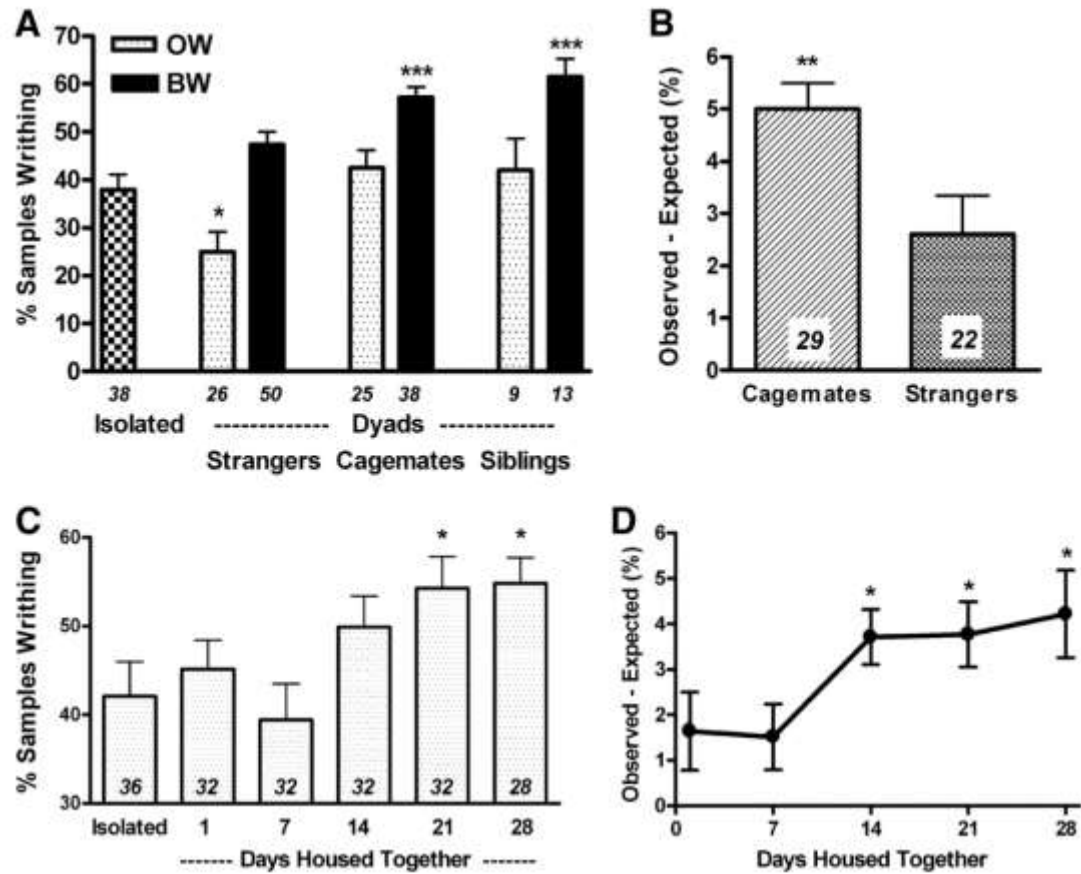 A
% Samples Writhing
70
60
50
40
30
20
10
0
OW
BW
*
***
***
38 26 50 25 38 9 13
Isolated ------------- Dyads -------------
Strangers Cagemates Siblings
B
Observed - Expected (%)
6
5
4
3
2
1
0
**
29
22
Cagemates Strangers
C
% Samples Writhing
60
50
40
30
*
*
36 32 32 32 32 28
Isolated 1 7 14 21 28
------- Days Housed Together -------
D
Observed - Expected (%)
6
5
4
3
2
1
0
*
*
*
0 7 14 21 28
Days Housed Together